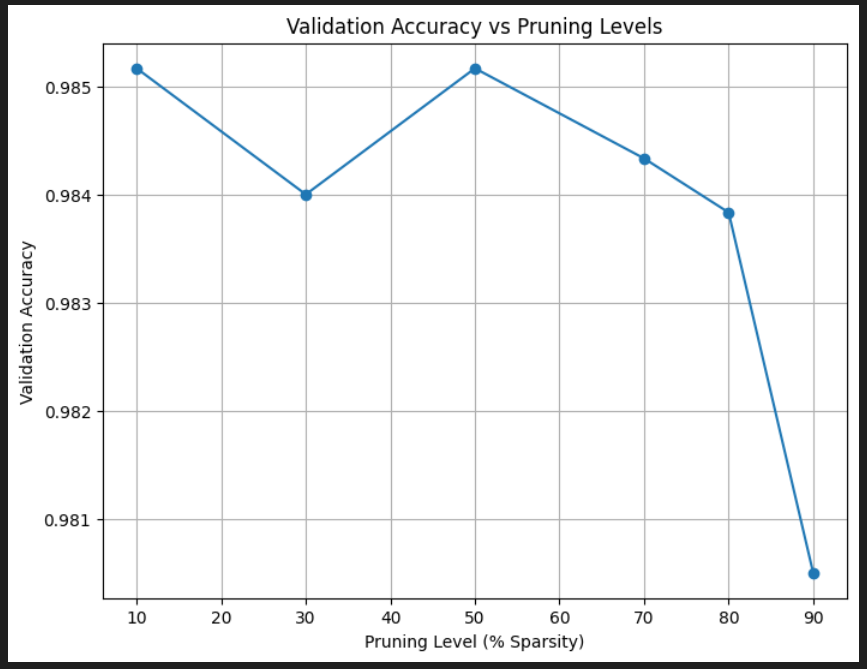 Validation Accuracy vs Pruning Levels
0.985
0.984
0.983
0.982
0.981
Validation Accuracy
10 20 30 40 50 60 70 80 90
Pruning Level (% Sparsity)